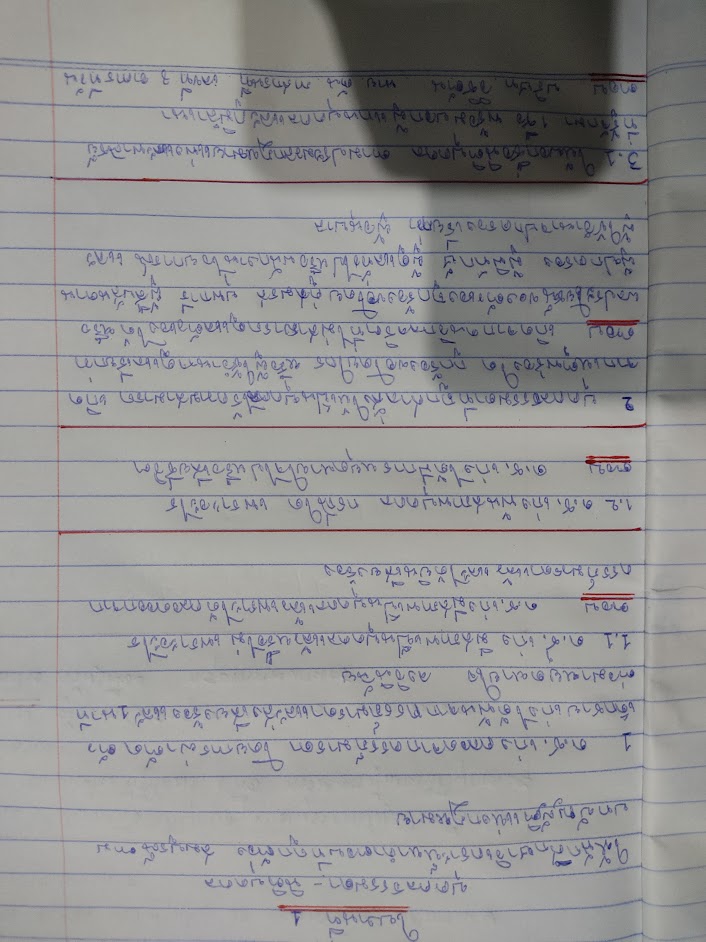 ใบงานที่ 1
บุคคลธรรมดา - นิติบุคคล
ให้นักศึกษาวิเคราะห์หาคำตอบที่ถูกต้อง สมบูรณ์ตาม
บทบัญญัติแห่งกฎหมาย
1 ด.ช. เก่งคลอดจากครรภ์มารดา โดยการผ่าตัด ตัว
เด็กชายเก่งได้พ้นจากครรภ์มารดาและส่งเสียงร้องและ 1 นาที
ต่อมาหยุดหายใจ จงวินิฉัย
1.1 ด.ช. เก่ง มีสภาพเป็นบุคคลแล้วหรือไม่ เพราะอะไร
ตอบ ด.ช. เก่งมีสภาพเป็นบุคคลแล้วเพราะได้คลอดออกจาก
ครรภ์มารดาแล้ว และได้ยินเสียงร้อง
1.2 ด.ช. เก่งพ้นสภาพบุคคล กรณีใด เพราะอะไร
ตอบ ด.ช. เก่งได้มีการหยุดหายใจไปหรือเสียชีวิต
2 บุคคลธรรมดาที่ถูกศาลสั่งให้เป็นบุคคลไร้ความสามารถ เกิด
จากเหตุพร่องใด ถูกร้องขอโดยใคร หรือผู้ใช้อำนาจดูแลเรียกว่า
ตอบ เกิดจากคนวิกลจริตที่ไม่สามารถดูแลตัวเองได้ หรือ
ผลประโยชน์ของตัวเองถูกร้องขอโดย คู่สมรส บุพการี ผู้สืบสันดาน
ผู้ปกครอง ผู้พิทักษ์ ผู้ดูแลทั่วไปหรือพนักงานอัยการณ์ และ
ผู้ใช้อำนาจปกครองเรียกว่า ผู้อนุบาล
3.1 ให้บอกชื่อนิติบุคคล ตามประมวลกฎหมายแพ่งและพาณิชย์
ที่รู้จักมา 1 ชื่อ พร้อมบอกผู้แทนบุคคลและภูมิลำเนา
ตอบ บริษัท อิชิตัน นาย ตัน ภาสกรนที เลขที่ 8 อาคารทีวัน